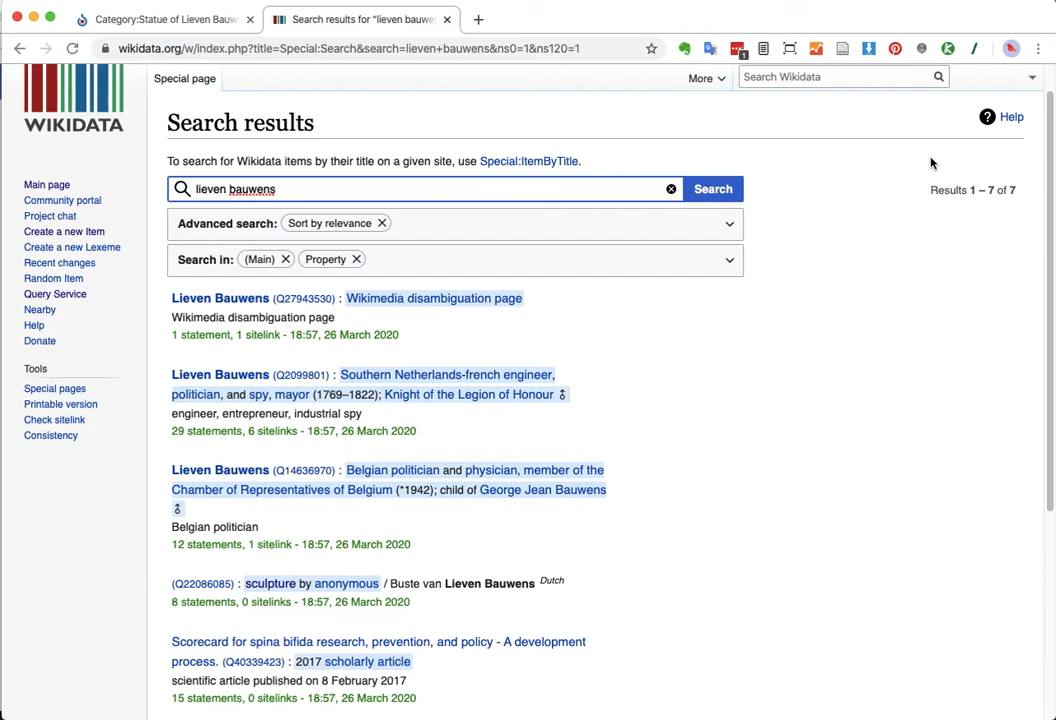 Category:Statue of Lieven Bauw
Search results for "lieven bauwe
wikidata.org/w/index.php?title=Special:Search&search=lieven+bauwens&ns0=1&ns120=1
1
WIKIDATA
Special page
More
Search Wikidata
Search results
Help
To search for Wikidata items by their title on a given site, use Special:ItemByTitle.
lieven bauwens
Search
Results 1 – 7 of 7
Advanced search: Sort by relevance
Search in: (Main) Property
Main page
Community portal
Project chat
Create a new Item
Create a new Lexeme
Recent changes
Random Item
Query Service
Nearby
Help
Donate
Tools
Special pages
Printable version
Check sitelink
Consistency
Lieven Bauwens (Q27943530) : Wikimedia disambiguation page
Wikimedia disambiguation page
1 statement, 1 sitelink - 18:57, 26 March 2020
Lieven Bauwens (Q2099801) : Southern Netherlands-french engineer,
politician, and spy, mayor (1769–1822); Knight of the Legion of Honour ♂
engineer, entrepreneur, industrial spy
29 statements, 6 sitelinks - 18:57, 26 March 2020
Lieven Bauwens (Q14636970) : Belgian politician and physician, member of the
Chamber of Representatives of Belgium (*1942); child of George Jean Bauwens
♂
Belgian politician
12 statements, 1 sitelink - 18:57, 26 March 2020
(Q22086085) : sculpture by anonymous / Buste van Lieven Bauwens Dutch
8 statements, 0 sitelinks - 18:57, 26 March 2020
Scorecard for spina bifida research, prevention, and policy - A development
process. (Q40339423) : 2017 scholarly article
scientific article published on 8 February 2017
15 statements, 0 sitelinks - 18:57, 26 March 2020